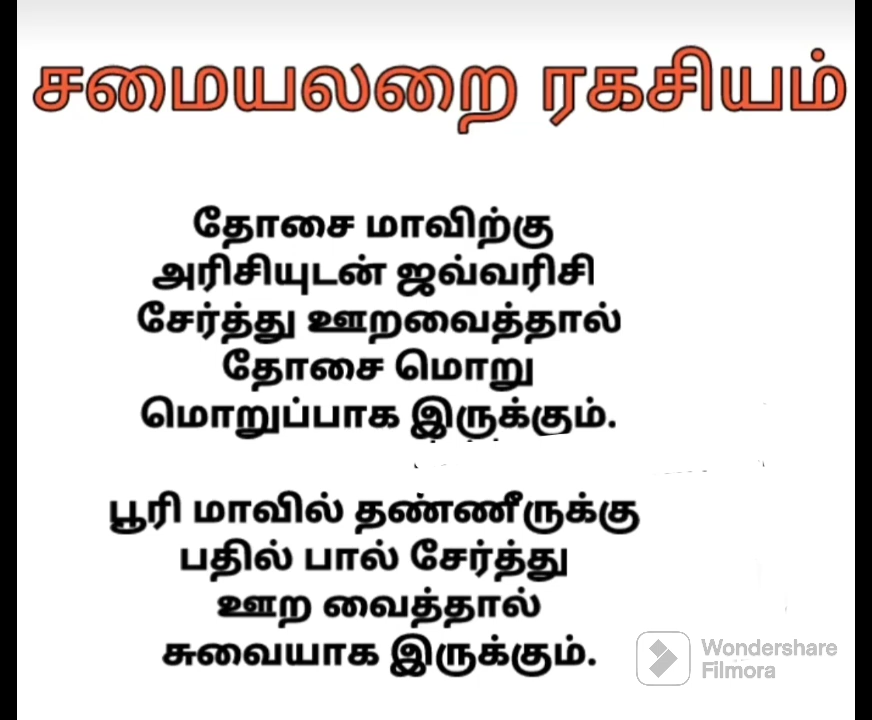 சமையலறை ரகசியம்
தோசை மாவிற்கு
அரிசியுடன் ஜவ்வரிசி
சேர்த்து ஊறவைத்தால்
தோசை மொறு
மொறுப்பாக இருக்கும்.
பூரி மாவில் தண்ணீருக்கு
பதில் பால் சேர்த்து
ஊற வைத்தால்
சுவையாக இருக்கும்.
Wondershare
Filmora